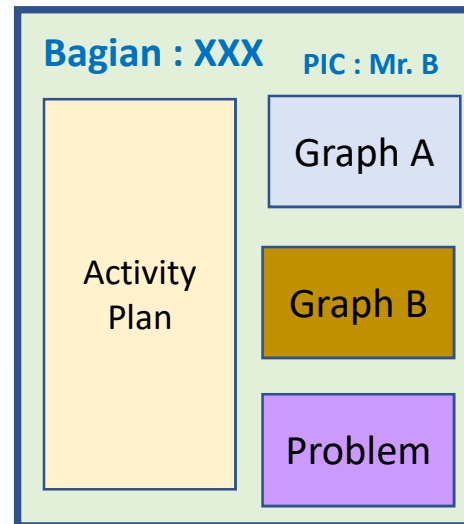 Bagian : XXX
PIC : Mr. B
Activity
Plan
Graph A
Graph B
Problem